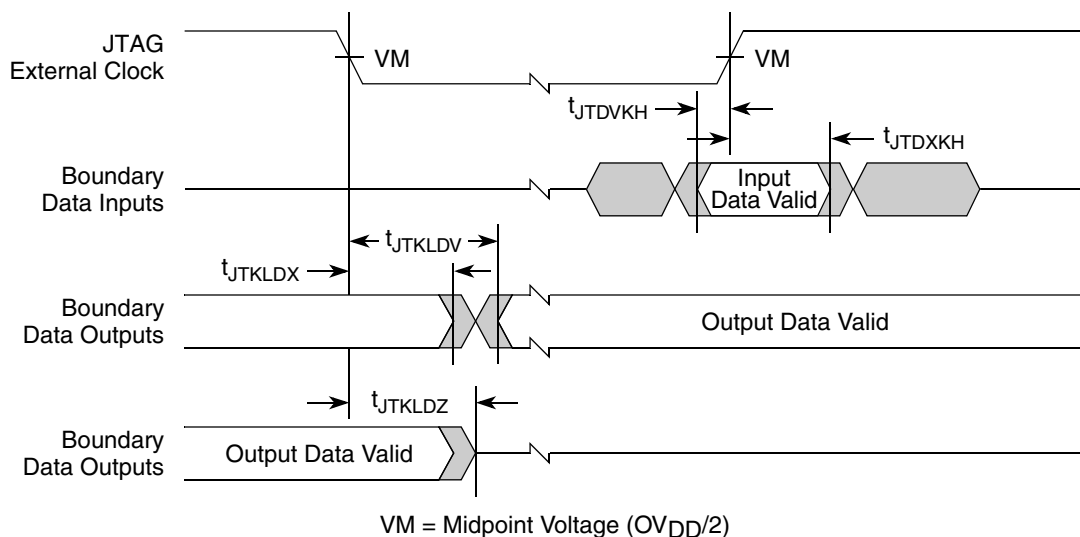 JTAG
External Clock
VM
VM
tJTDVKH
tJTDXKH
Boundary
Data Inputs
Input
Data Valid
tJTKLDV
tJTKLDX
Boundary
Data Outputs
Output Data Valid
tJTKLDZ
Boundary
Data Outputs
Output Data Valid
VM = Midpoint Voltage (OVDD/2)